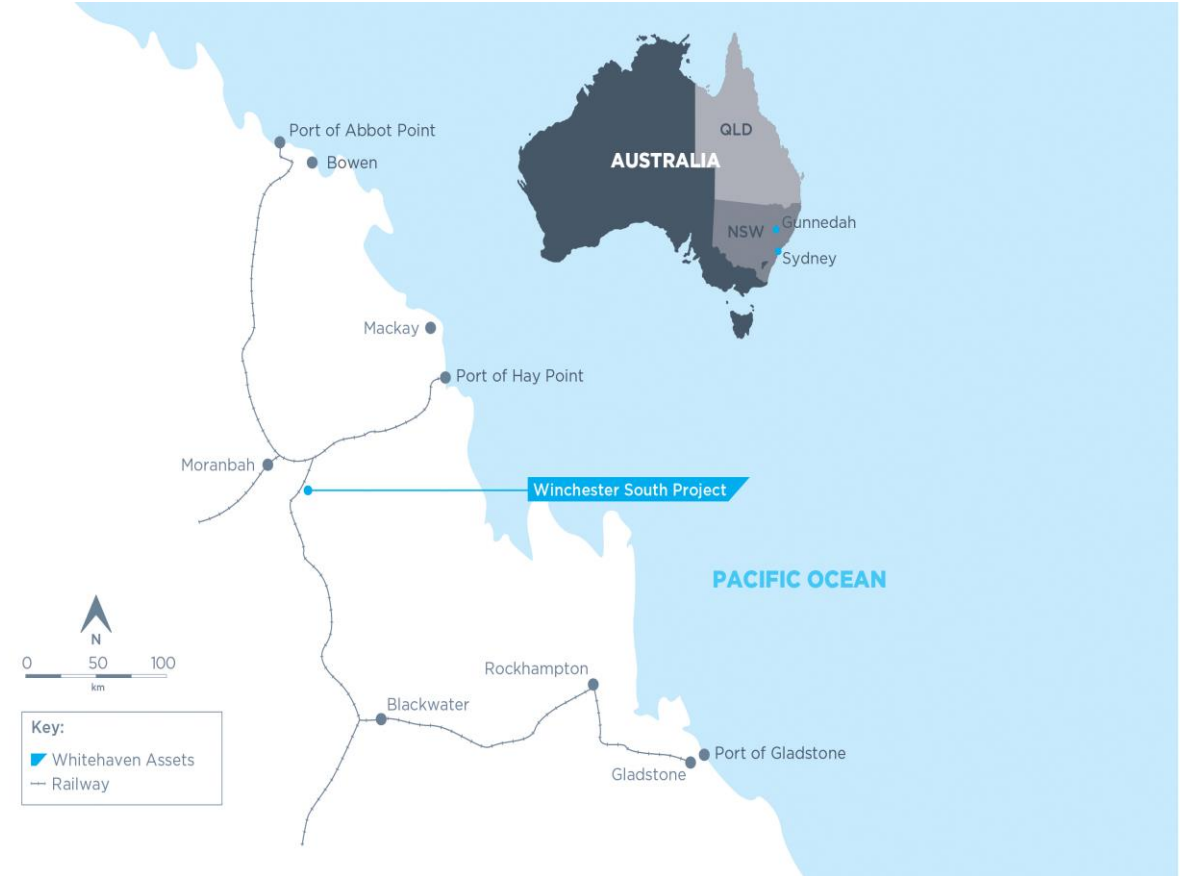 Port of Abbot Point
Bowen
QLD
AUSTRALIA
NSW
Gunnedah
Sydney
Mackay
Port of Hay Point
Moranbah
Winchester South Project
PACIFIC OCEAN
N
0 50 100
km
Rockhampton
Blackwater
Port of Gladstone
Gladstone
Key:
Whitehaven Assets
Railway